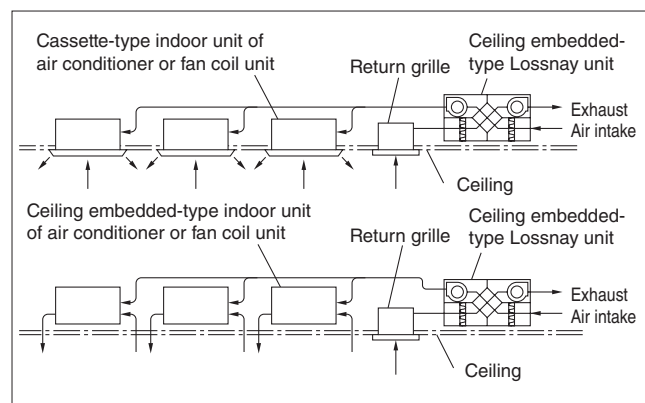 Cassette-type indoor unit of
air conditioner or fan coil unit
Return grille
Ceiling embedded-
type Lossnay unit
Exhaust
Air intake
Ceiling
Ceiling embedded-type indoor unit
of air conditioner or fan coil unit
Return grille
Ceiling embedded-
type Lossnay unit
Exhaust
Air intake
Ceiling